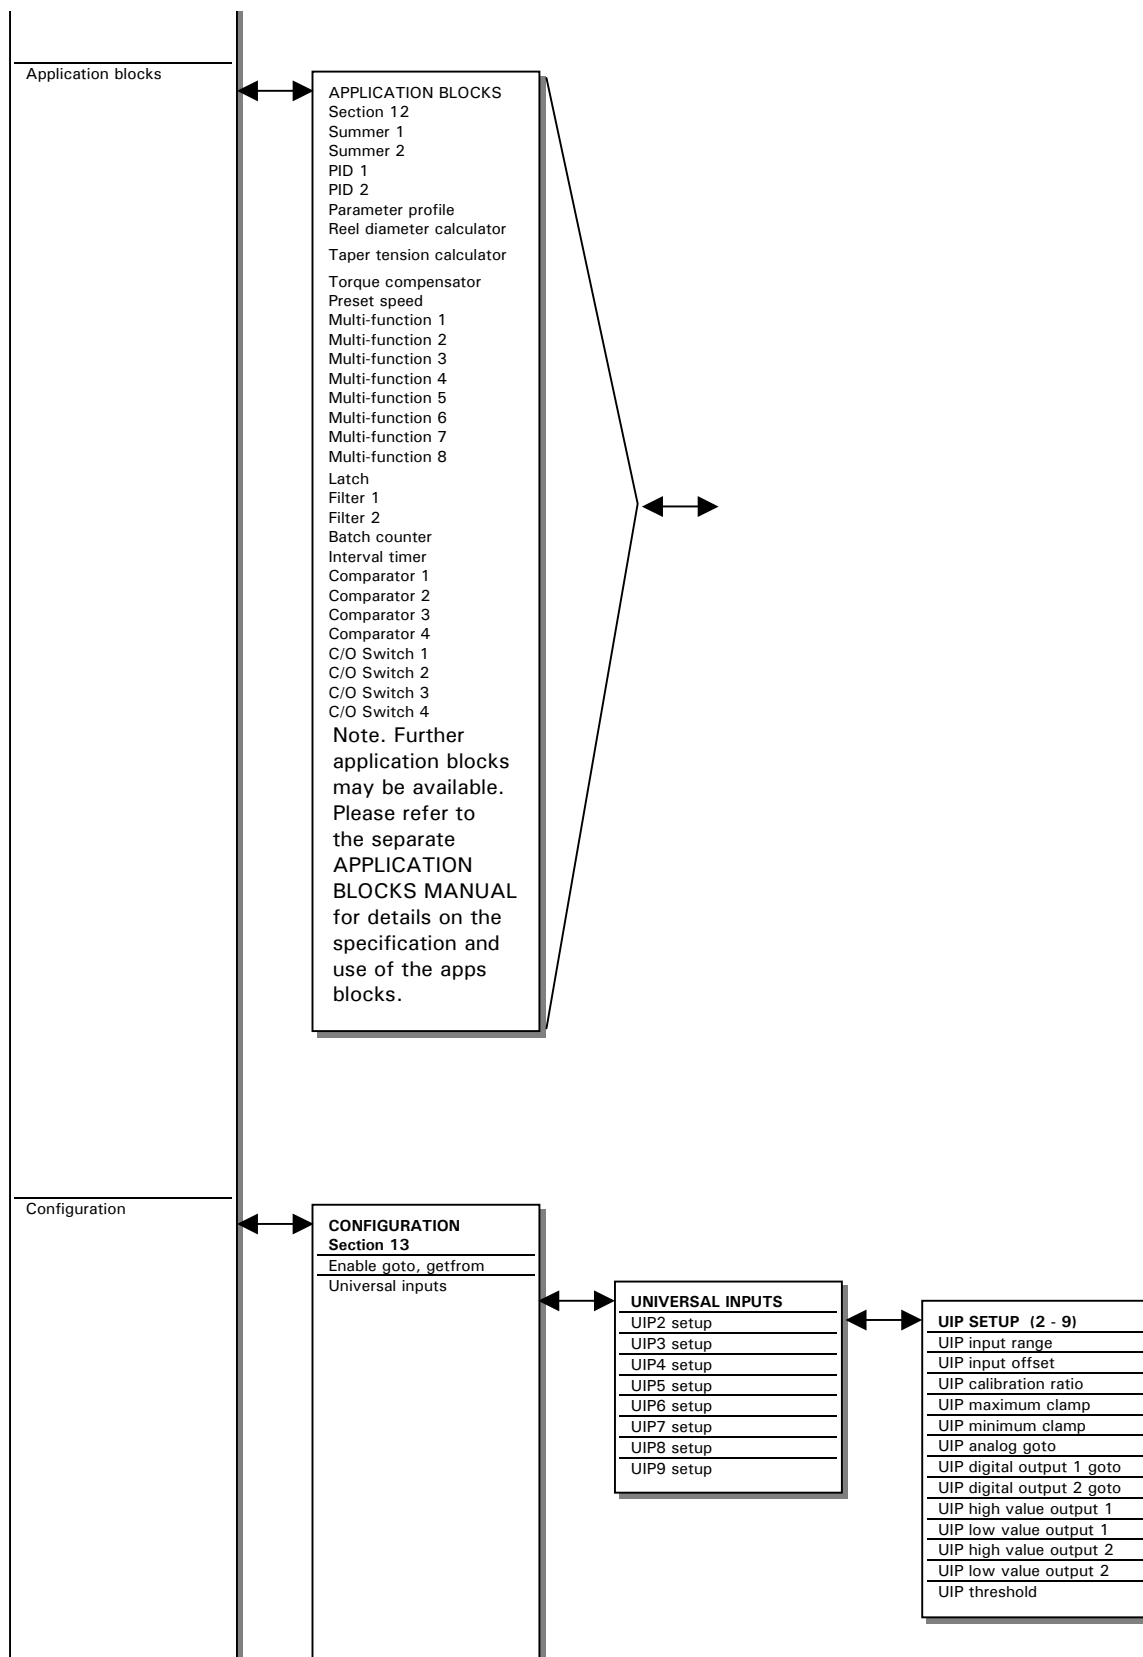 Application blocks
APPLICATION BLOCKS
Section 12
Summer 1
Summer 2
PID 1
PID 2
Parameter profile
Reel diameter calculator
Taper tension calculator
Torque compensator
Preset speed
Multi-function 1
Multi-function 2
Multi-function 3
Multi-function 4
Multi-function 5
Multi-function 6
Multi-function 7
Multi-function 8
Latch
Filter 1
Filter 2
Batch counter
Interval timer
Comparator 1
Comparator 2
Comparator 3
Comparator 4
C/O Switch 1
C/O Switch 2
C/O Switch 3
C/O Switch 4
Note. Further
application blocks
may be available.
Please refer to
the separate
APPLICATION
BLOCKS MANUAL
for details on the
specification and
use of the apps
blocks.
Configuration
CONFIGURATION
Section 13
Enable goto, getfrom
Universal inputs
UNIVERSAL INPUTS
UIP2 setup
UIP3 setup
UIP4 setup
UIP5 setup
UIP6 setup
UIP7 setup
UIP8 setup
UIP9 setup
UIP SETUP (2 - 9)
UIP input range
UIP input offset
UIP calibration ratio
UIP maximum clamp
UIP minimum clamp
UIP analog goto
UIP digital output 1 goto
UIP digital output 2 goto
UIP high value output 1
UIP low value output 1
UIP high value output 2
UIP low value output 2
UIP threshold